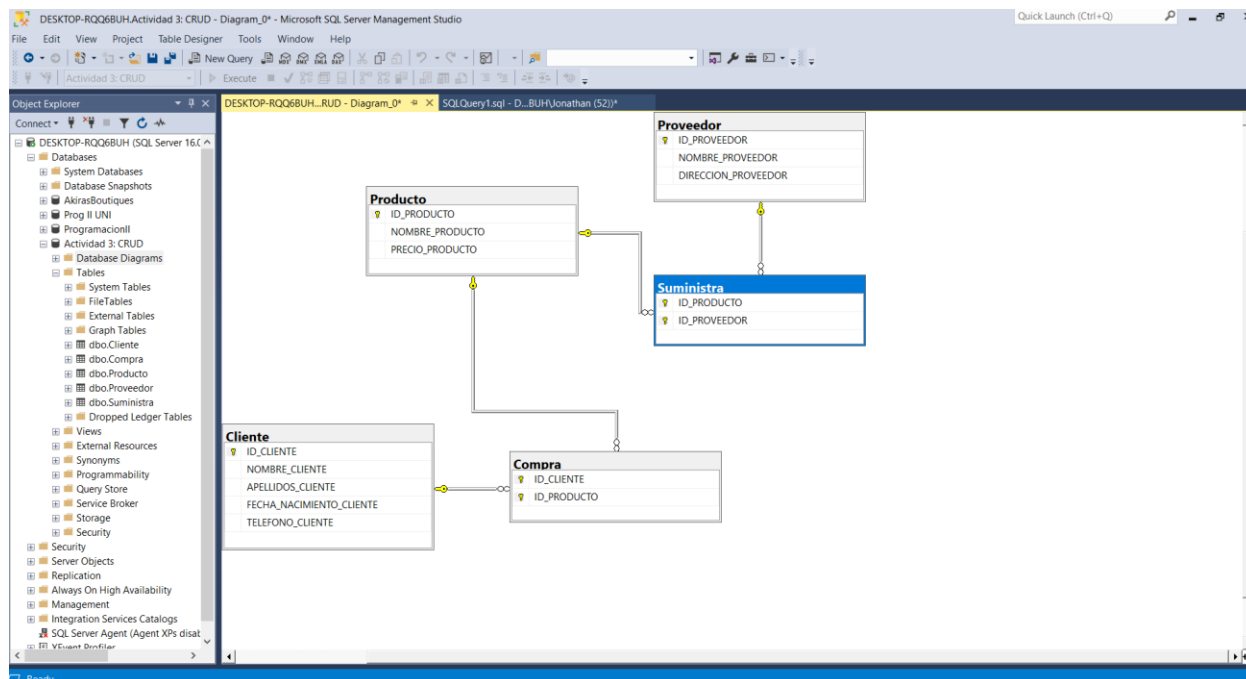 DESKTOP-RQQ6BUH.Actividad 3: CRUD - Diagram_0* - Microsoft SQL Server Management Studio
Quick Launch (Ctrl+Q)
File Edit View Project Table Designer Tools Window Help
New Query
Actividad 3: CRUD
Execute
Object Explorer
DESKTOP-RQQ6BUH...RUD - Diagram_0*
SQLQuery1.sql - D...BUH\Jonathan (52))*
Connect
DESKTOP-RQQ6BUH (SQL Server 16.(
Databases
System Databases
Database Snapshots
AkirasBoutiques
Prog II UNI
ProgramacionII
Actividad 3: CRUD
Database Diagrams
Tables
System Tables
FileTables
External Tables
Graph Tables
dbo.Cliente
dbo.Compra
dbo.Producto
dbo.Proveedor
dbo.Suministra
Dropped Ledger Tables
Views
External Resources
Synonyms
Programmability
Query Store
Service Broker
Storage
Security
Security
Server Objects
Replication
Always On High Availability
Management
Integration Services Catalogs
SQL Server Agent (Agent XPs disab
XEvent Profiler
Proveedor
ID_PROVEEDOR
NOMBRE_PROVEEDOR
DIRECCION_PROVEEDOR
Producto
ID_PRODUCTO
NOMBRE_PRODUCTO
PRECIO_PRODUCTO
Suministra
ID_PRODUCTO
ID_PROVEEDOR
Cliente
ID_CLIENTE
NOMBRE_CLIENTE
APELLIDOS_CLIENTE
FECHA_NACIMIENTO_CLIENTE
TELEFONO_CLIENTE
Compra
ID_CLIENTE
ID_PRODUCTO
Ready